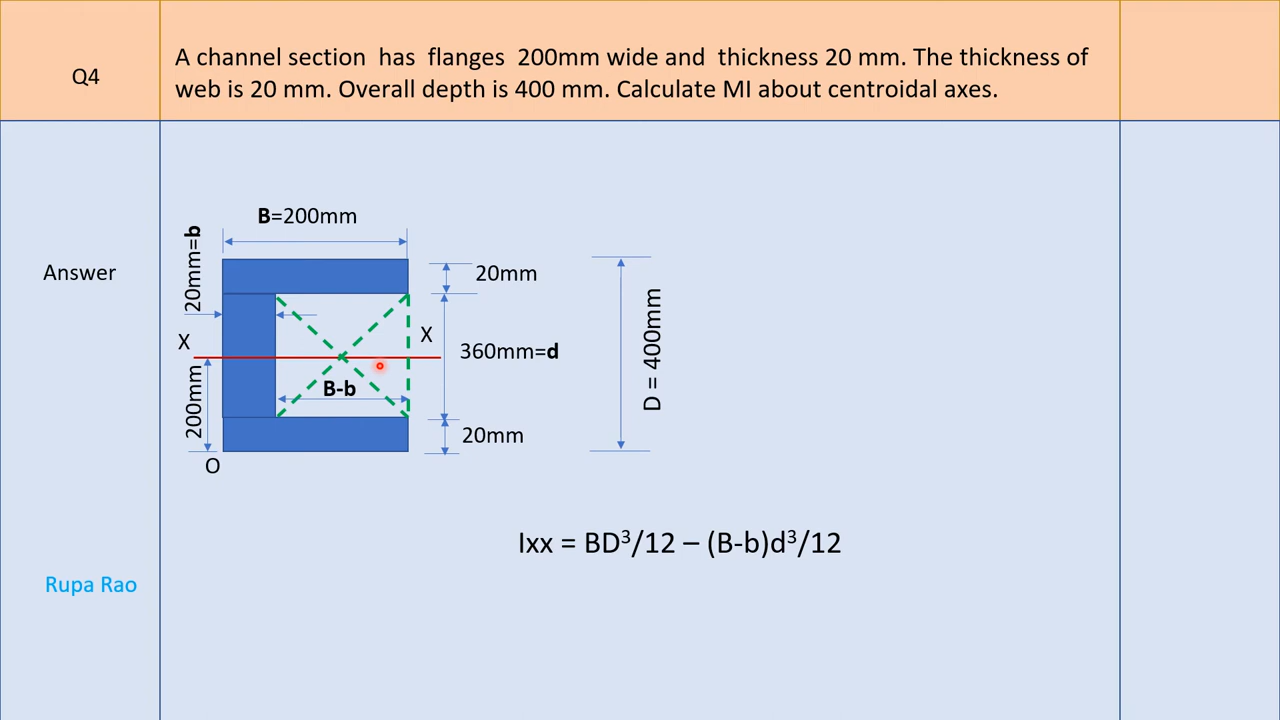 Q4
A channel section has flanges 200mm wide and thickness 20 mm. The thickness of
web is 20 mm. Overall depth is 400 mm. Calculate MI about centroidal axes.
Answer
B=200mm
20mm=b
20mm
X
X
360mm=d
D = 400mm
B-b
200mm
20mm
O
Ixx = BD³/12 – (B-b)d³/12
Rupa Rao